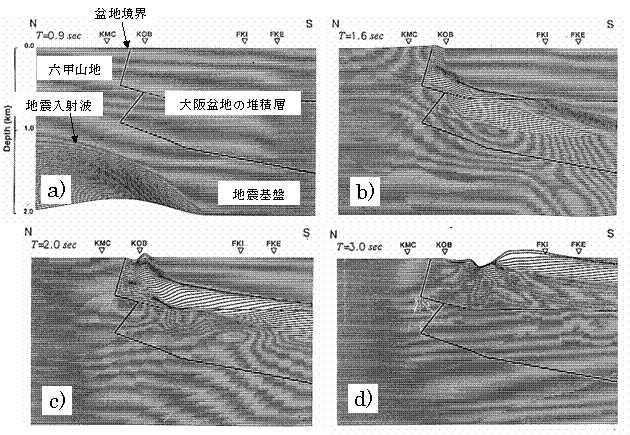 N 盆地境界 S
T=0.9 sec KMC KOB FKI FKE
0.0
六甲山地
地震入射波 大阪盆地の堆積層
Depth (km)
1.0
a) 地震基盤
2.0
N S
T=1.6 sec KMC KOB FKI FKE
b)
N S
T=2.0 sec KMC KOB FKI FKE
c)
N S
T=3.0 sec KMC KOB FKI FKE
d)